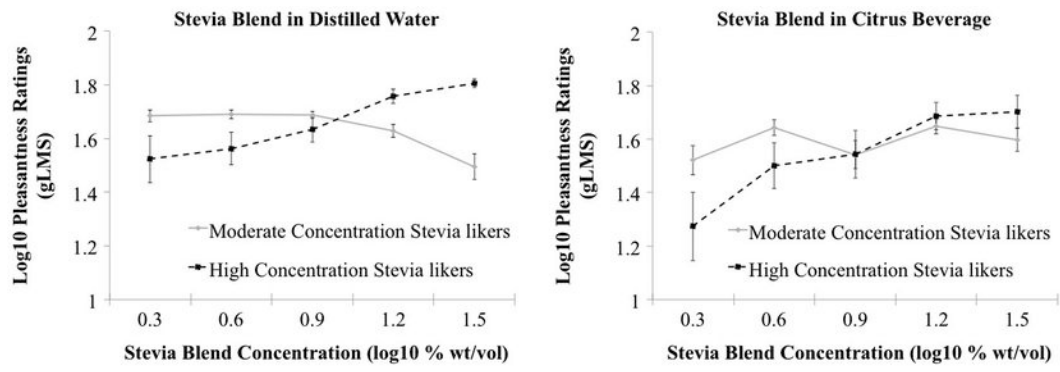 Stevia Blend in Distilled Water
Log10 Pleasantness Ratings
(gLMS)
2
1.8
1.6
1.4
1.2
1
Moderate Concentration Stevia likers
High Concentration Stevia likers
0.3 0.6 0.9 1.2 1.5
Stevia Blend Concentration (log10 % wt/vol)
Stevia Blend in Citrus Beverage
Log10 Pleasantness Ratings
(gLMS)
2
1.8
1.6
1.4
1.2
1
Moderate Concentration Stevia likers
High Concentration Stevia likers
0.3 0.6 0.9 1.2 1.5
Stevia Blend Concentration (log10 % wt/vol)